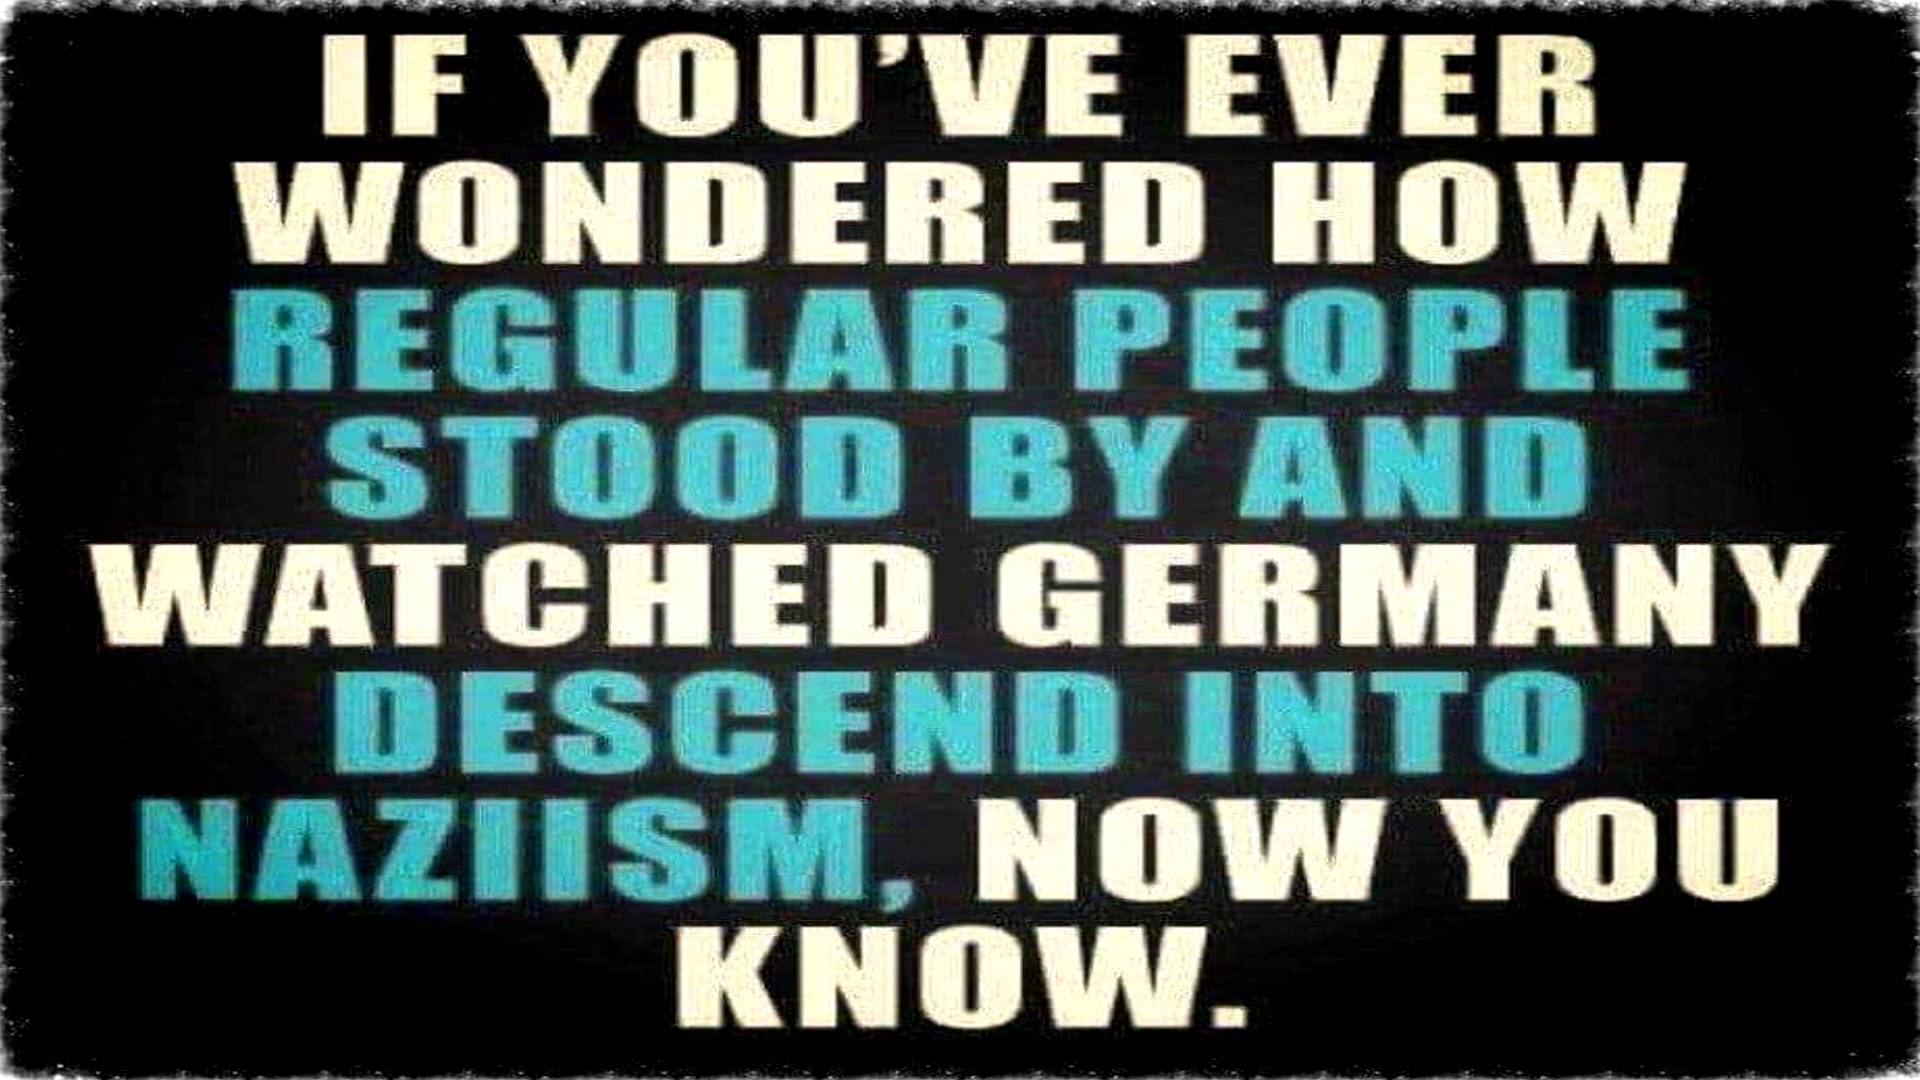 IF YOU'VE EVER
WONDERED HOW
REGULAR PEOPLE
STOOD BY AND
WATCHED GERMANY
DESCEND INTO
NAZIISM, NOW YOU
KNOW.